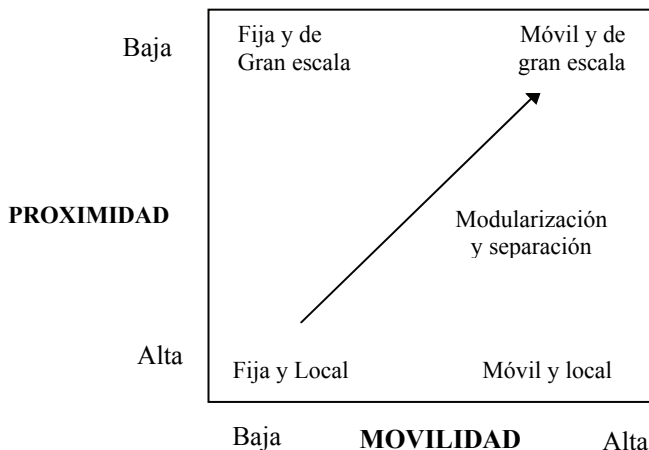 Baja
Fija y de
Gran escala
Móvil y de
gran escala
PROXIMIDAD
Modularización
y separación
Alta
Fija y Local
Móvil y local
Baja
MOVILIDAD
Alta